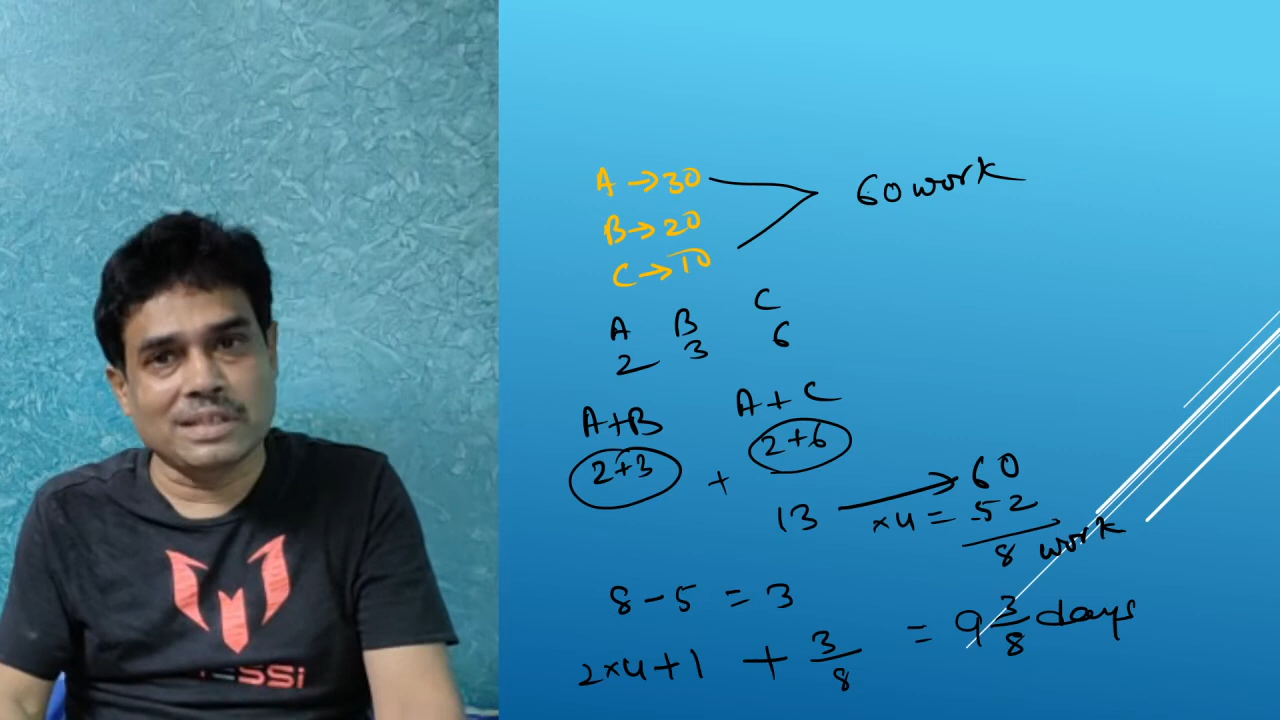 A → 30
B → 20
C → 10
60 work
A B C
2 3 6
A+B A+C
2+3 + 2+6
13 → 60
×4 = 52
8 work
8 - 5 = 3
2×4+1 + 3/8 = 9 3/8 days
ESSi